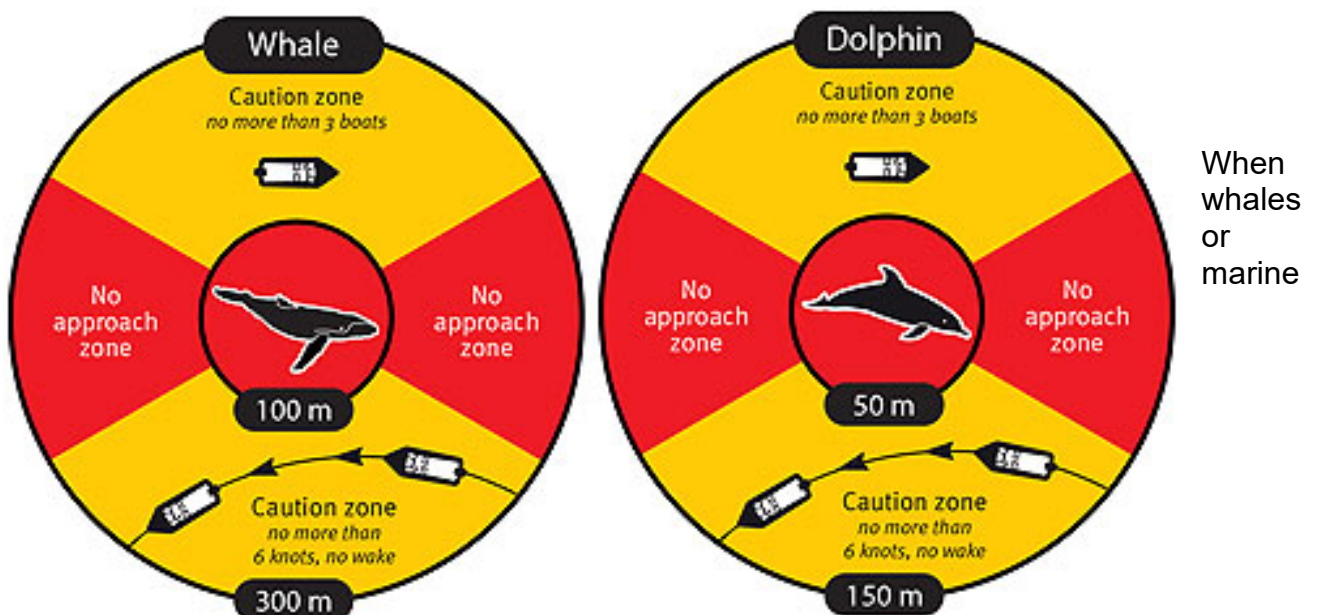 Whale
Caution zone
no more than 3 boats
No
approach
zone
No
approach
zone
100 m
Caution zone
no more than
6 knots, no wake
300 m
Dolphin
Caution zone
no more than 3 boats
No
approach
zone
No
approach
zone
50 m
Caution zone
no more than
6 knots, no wake
150 m
When
whales
or
marine